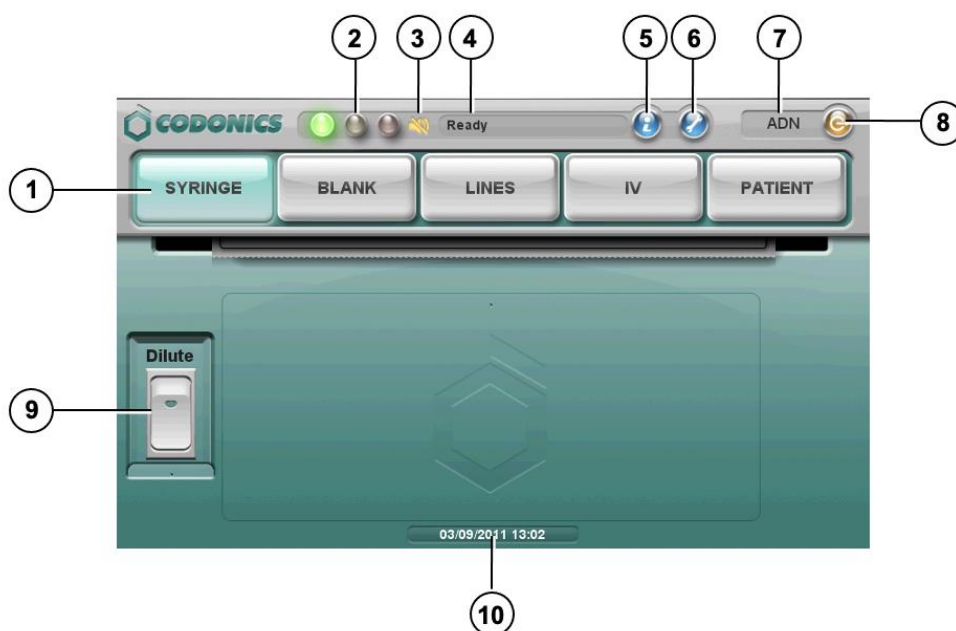 2 3 4 5 6 7
CODONICS Ready ADN 8
1 SYRINGE BLANK LINES IV PATIENT
Dilute
9
03/09/2011 13:02
10